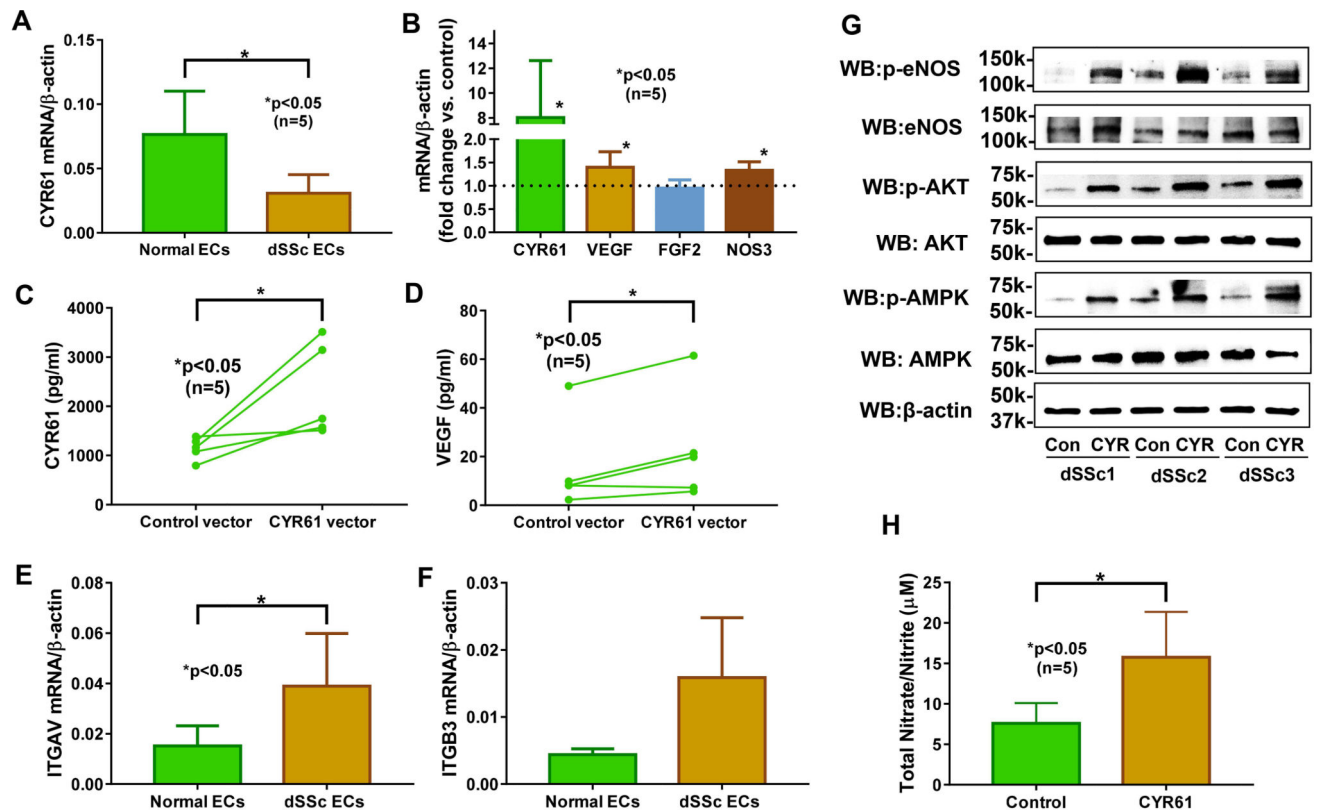 A
CYR61 mRNA/β-actin
0.15
0.10
0.05
0.00
*
*p<0.05
(n=5)
Normal ECs
dSSc ECs
B
mRNA/β-actin
(fold change vs. control)
14
12
10
8
6
2.0
1.5
1.0
0.5
0.0
*p<0.05
(n=5)
*
*
*
CYR61
VEGF
FGF2
NOS3
C
CYR61 (pg/ml)
4000
3000
2000
1000
0
*
*p<0.05
(n=5)
Control vector
CYR61 vector
D
VEGF (pg/ml)
80
60
40
20
0
*
*p<0.05
(n=5)
Control vector
CYR61 vector
E
ITGAV mRNA/β-actin
0.08
0.06
0.04
0.02
0.00
*
*p<0.05
Normal ECs
dSSc ECs
F
ITGB3 mRNA/β-actin
0.03
0.02
0.01
0.00
Normal ECs
dSSc ECs
G
WB:p-eNOS
150k
100k
WB:eNOS
150k
100k
WB:p-AKT
75k
50k
WB: AKT
75k
50k
WB:p-AMPK
75k
50k
WB: AMPK
75k
50k
WB:β-actin
50k
37k
Con CYR Con CYR Con CYR
dSSc1 dSSc2 dSSc3
H
Total Nitrate/Nitrite (μM)
25
20
15
10
5
0
*
*p<0.05
(n=5)
Control
CYR61